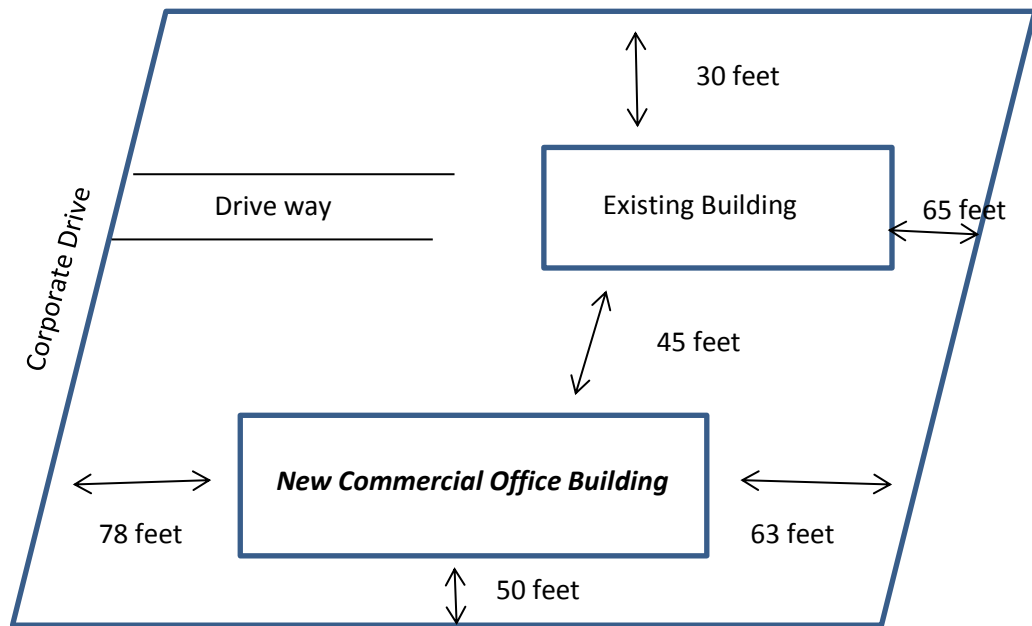 30 feet
Drive way
Existing Building
65 feet
Corporate Drive
45 feet
New Commercial Office Building
78 feet
63 feet
50 feet